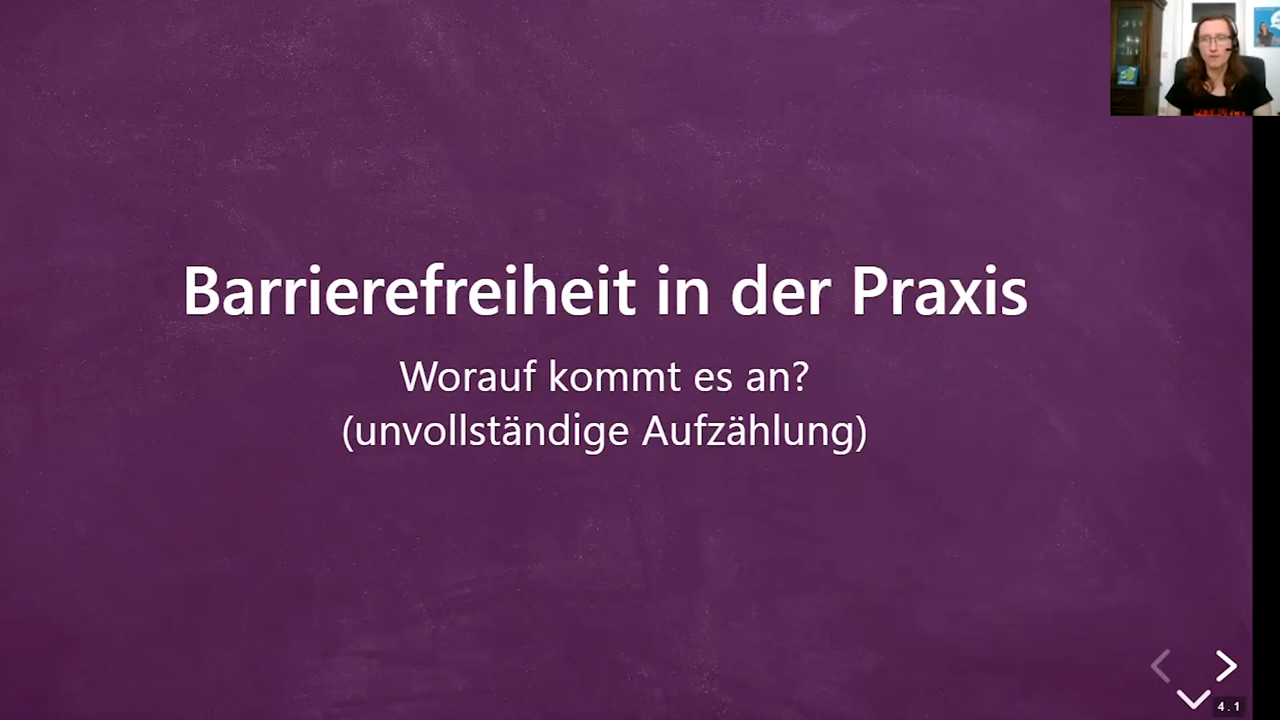 Barrierefreiheit in der Praxis
Worauf kommt es an?
(unvollständige Aufzählung)
4.1